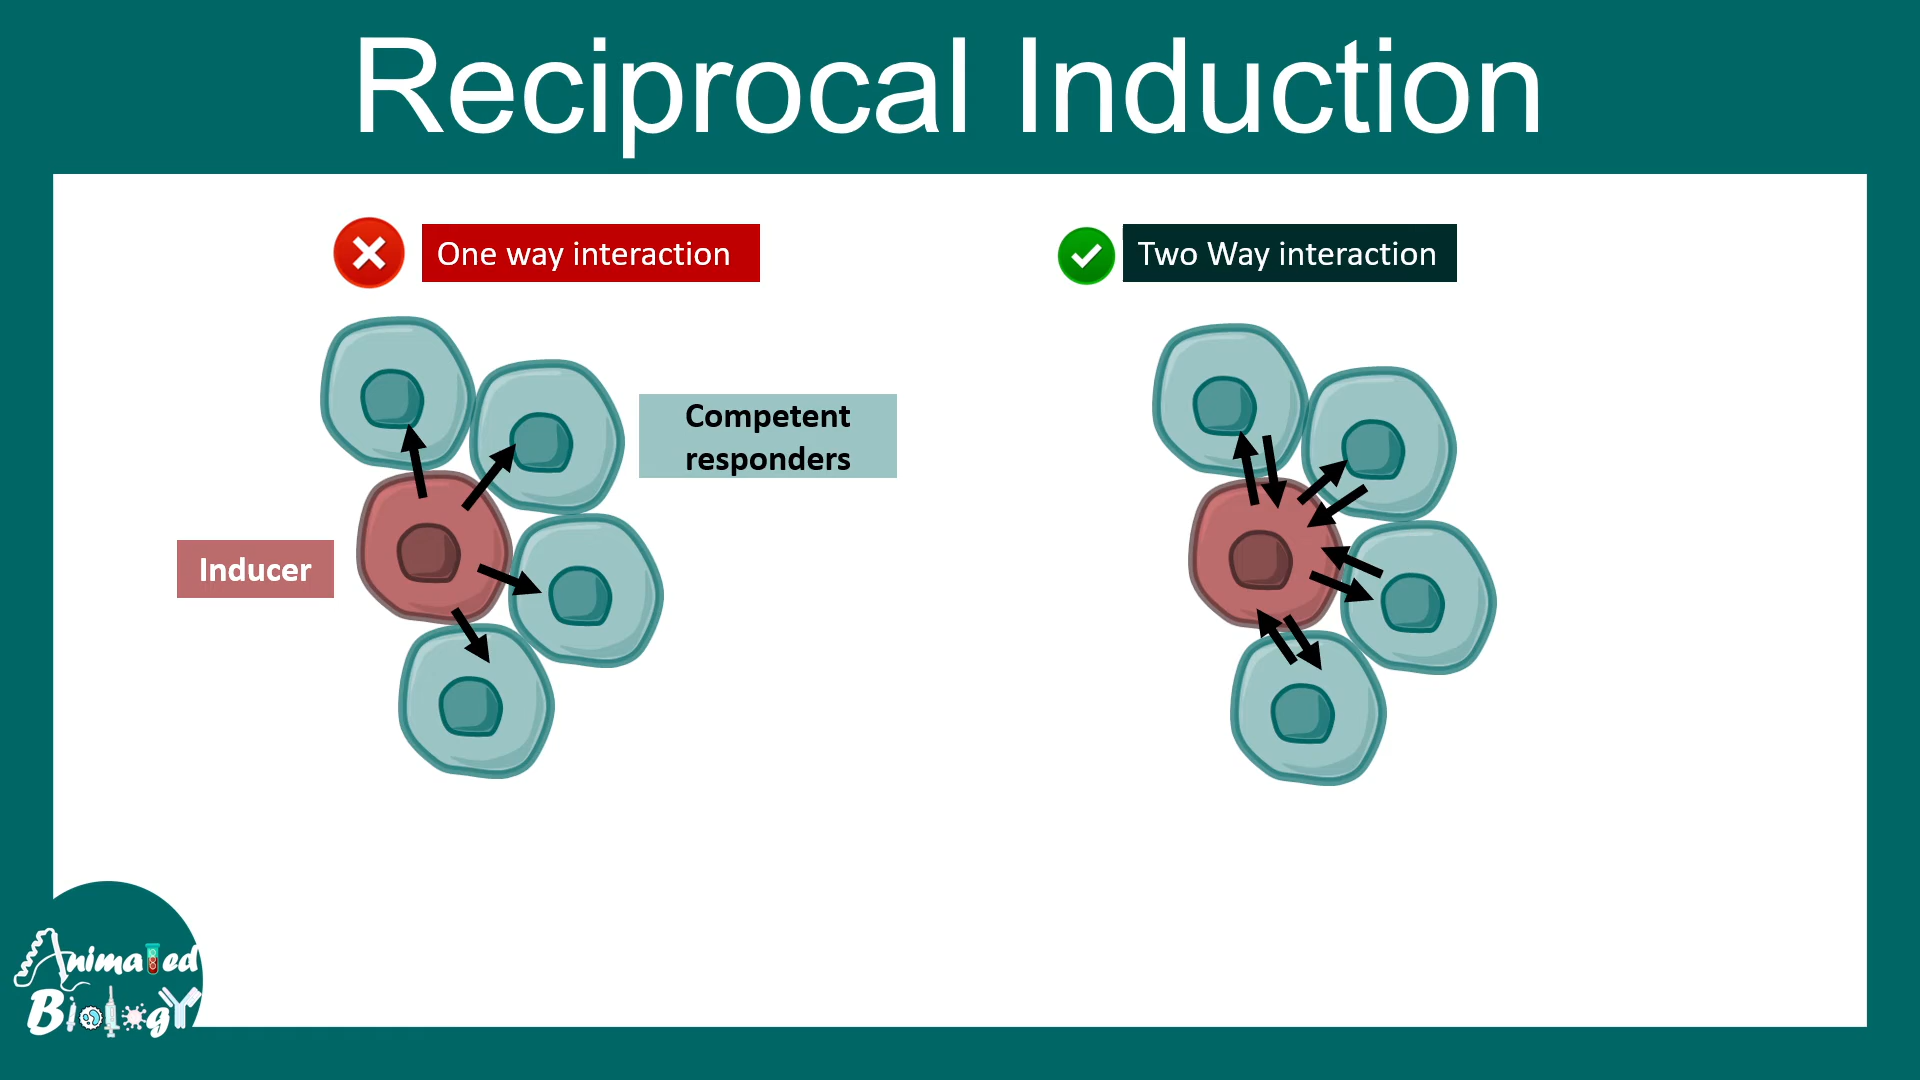 Reciprocal Induction
One way interaction
Two Way interaction
Competent
responders
Inducer
Animated
Biology